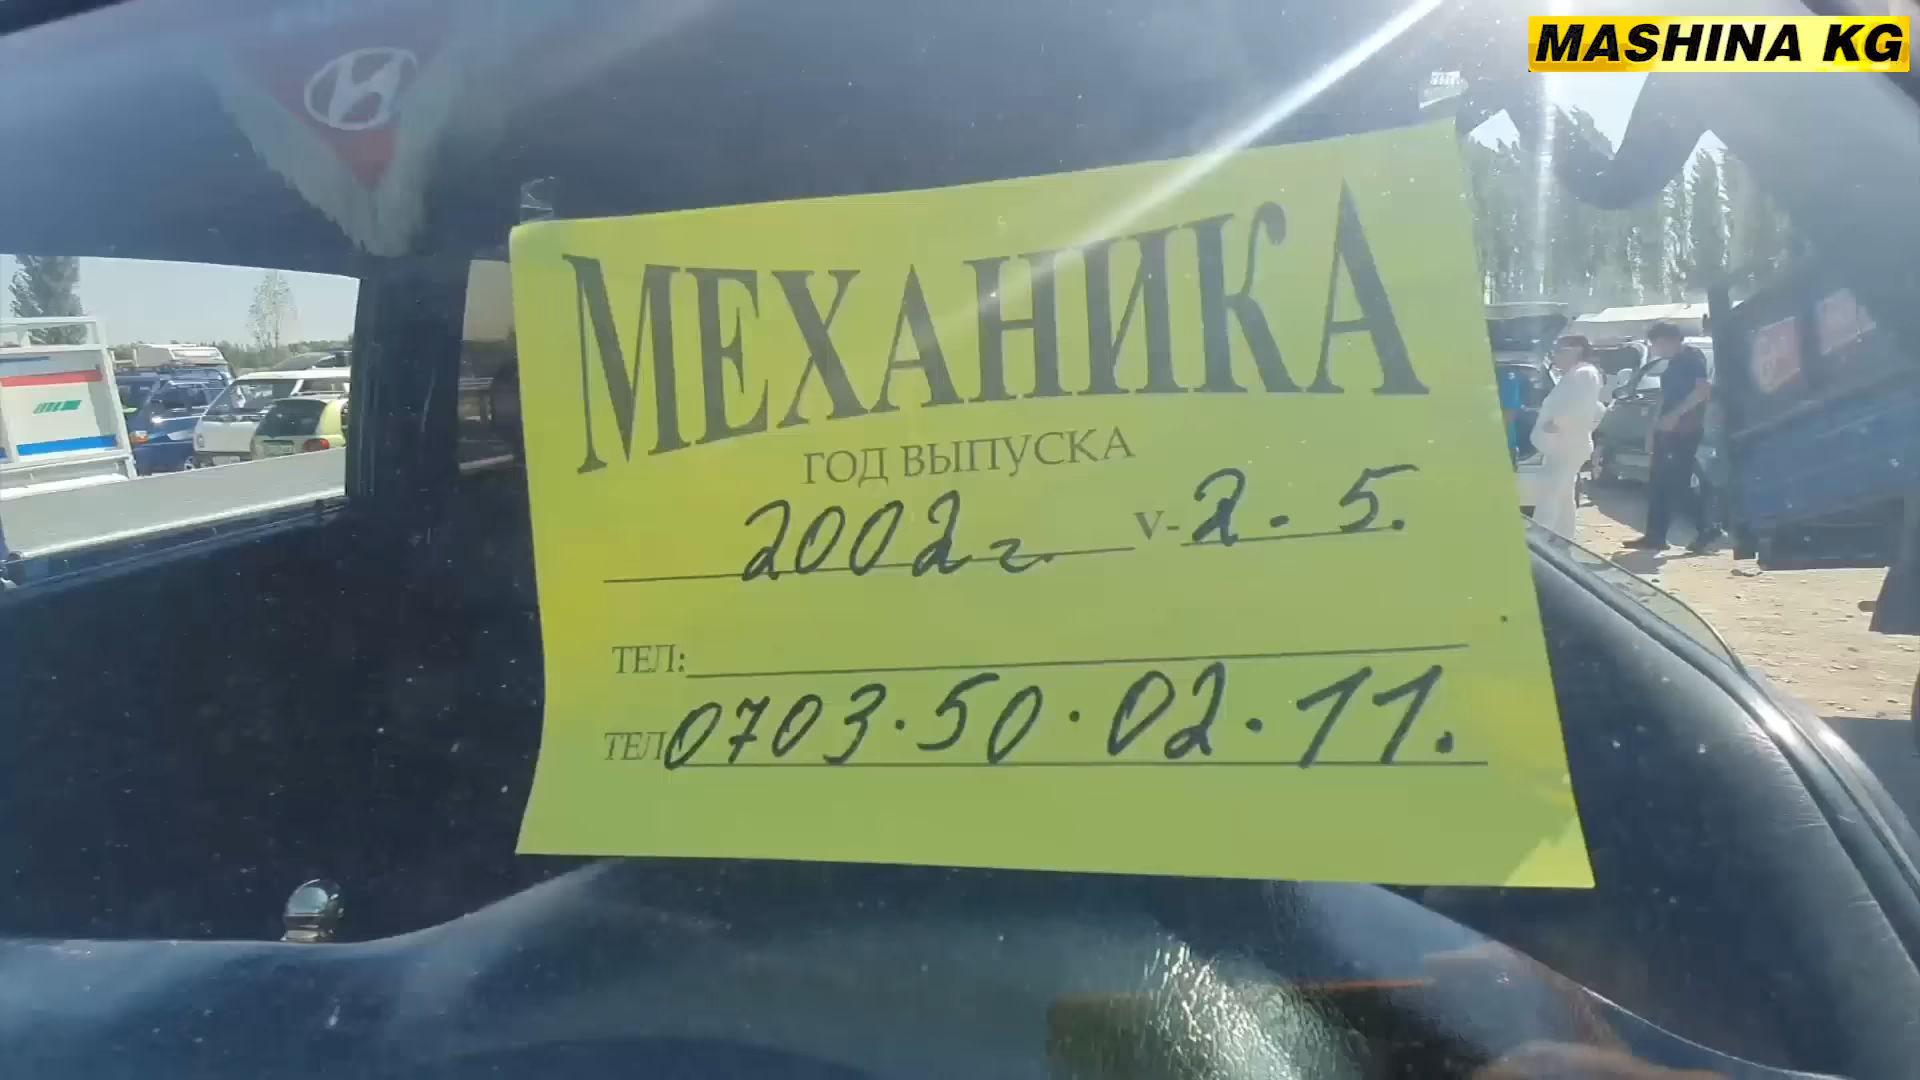 MASHINA KG
МЕХАНИКА
ГОД ВЫПУСКА
2002г. V- 2.5.
ТЕЛ:
ТЕЛ 0703.50.02.11.